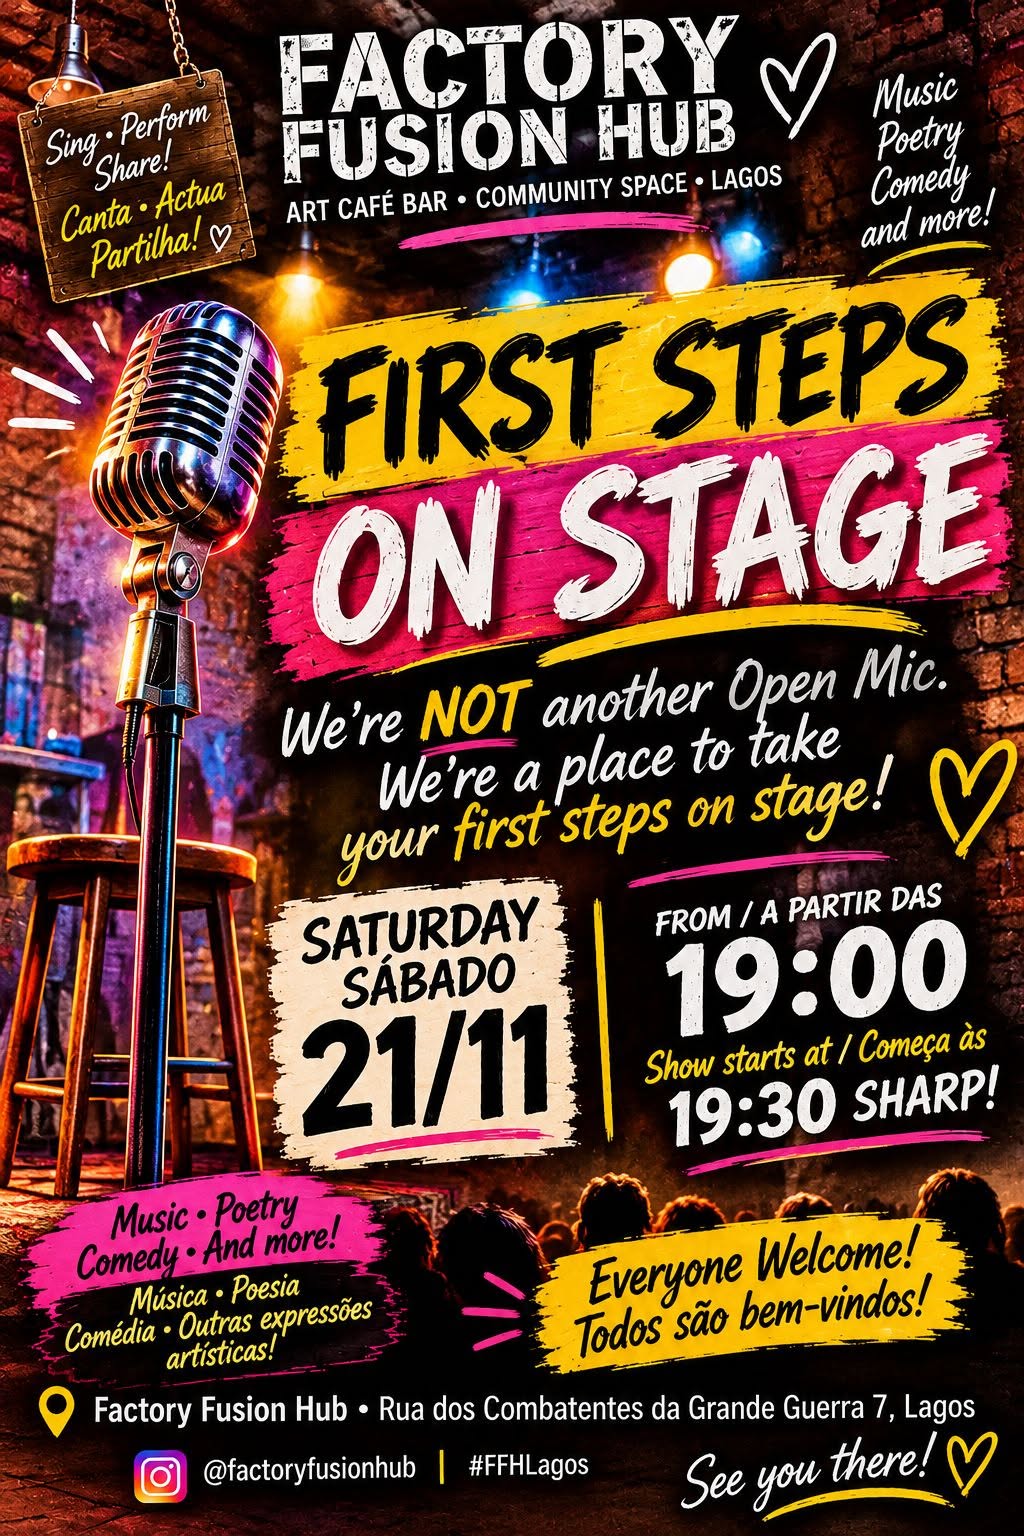 FACTORY
FUSION HUB
ART CAFÉ BAR • COMMUNITY SPACE • LAGOS
Sing • Perform
Share!
Canta • Actua
Partilha!
Music
Poetry
Comedy
and more!
FIRST STEPS
ON STAGE
We're NOT another Open Mic.
We're a place to take
your first steps on stage!
SATURDAY
SÁBADO
21/11
FROM / A PARTIR DAS
19:00
Show starts at / Começa às
19:30 SHARP!
Music • Poetry
Comedy • And more!
Música • Poesia
Comédia • Outras expressões
artísticas!
Everyone Welcome!
Todos são bem-vindos!
Factory Fusion Hub • Rua dos Combatentes da Grande Guerra 7, Lagos
@factoryfusionhub | #FFHLagos
See you there!